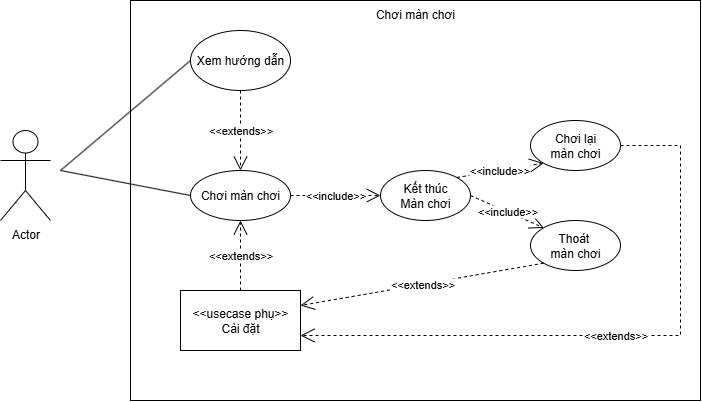 Chơi màn chơi
Xem hướng dẫn
<<extends>>
Chơi lại
màn chơi
<<include>>
Chơi màn chơi
<<include>>
Kết thúc
Màn chơi
<<include>>
Actor
Thoát
màn chơi
<<extends>>
<<extends>>
<<usecase phụ>>
Cài đặt
<<extends>>